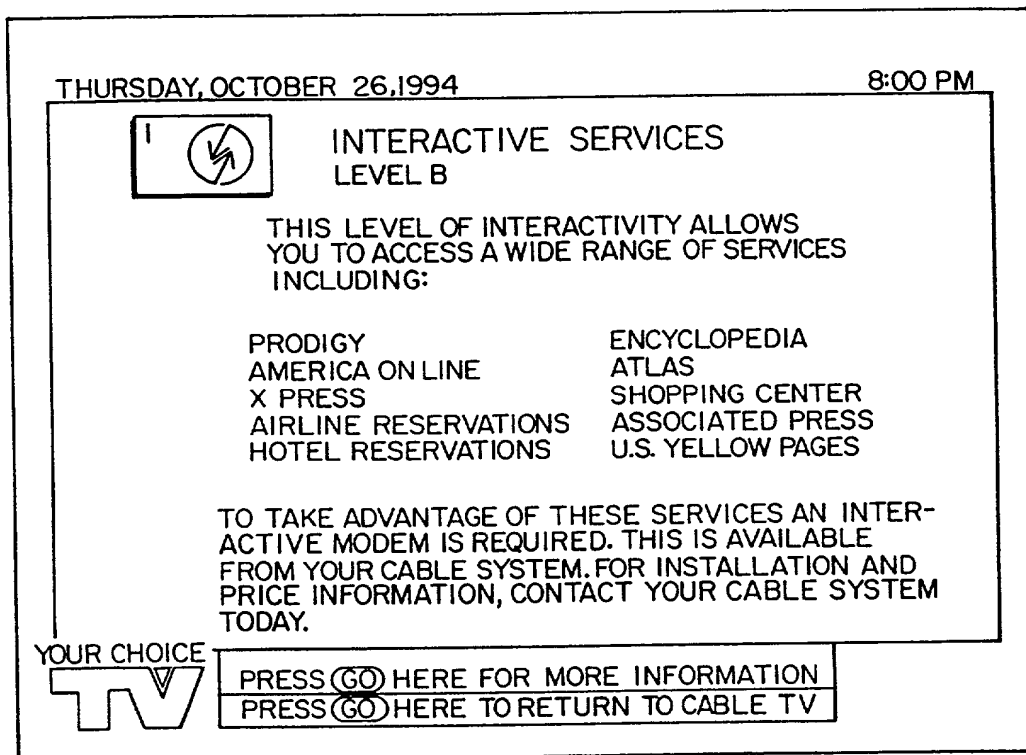 THURSDAY, OCTOBER 26, 1994 8:00 PM
1
INTERACTIVE SERVICES
LEVEL B
THIS LEVEL OF INTERACTIVITY ALLOWS
YOU TO ACCESS A WIDE RANGE OF SERVICES
INCLUDING:
PRODIGY ENCYCLOPEDIA
AMERICA ON LINE ATLAS
X PRESS SHOPPING CENTER
AIRLINE RESERVATIONS ASSOCIATED PRESS
HOTEL RESERVATIONS U.S. YELLOW PAGES
TO TAKE ADVANTAGE OF THESE SERVICES AN INTER-
ACTIVE MODEM IS REQUIRED. THIS IS AVAILABLE
FROM YOUR CABLE SYSTEM. FOR INSTALLATION AND
PRICE INFORMATION, CONTACT YOUR CABLE SYSTEM
TODAY.
YOUR CHOICE
TV
PRESS GO HERE FOR MORE INFORMATION
PRESS GO HERE TO RETURN TO CABLE TV